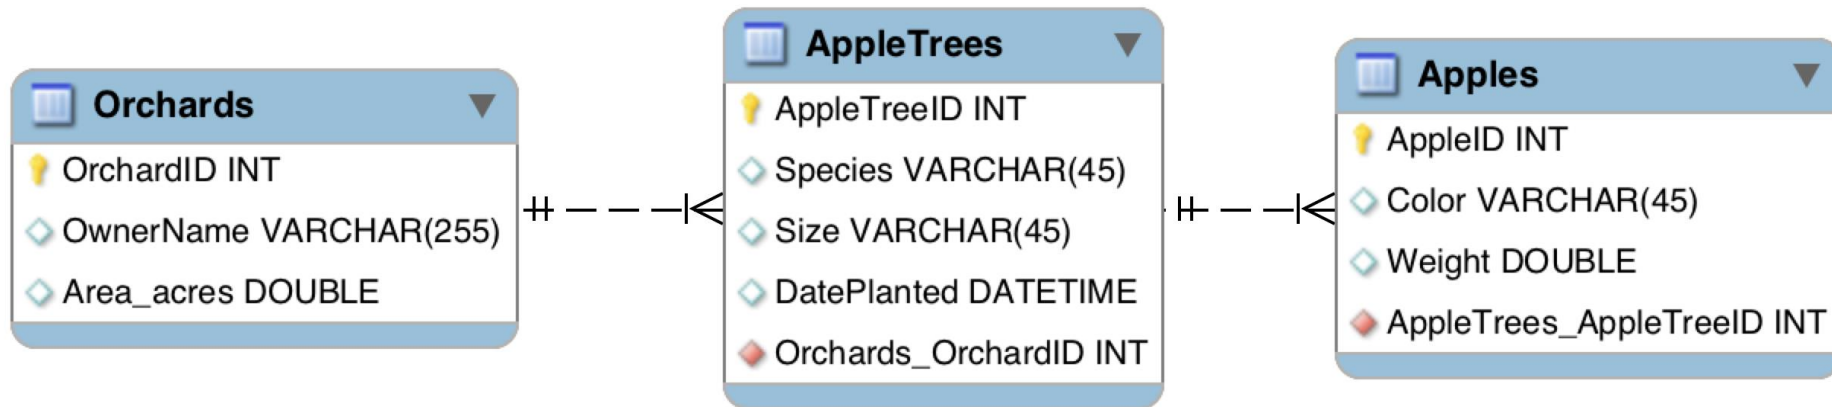 Orchards
OrchardID INT
OwnerName VARCHAR(255)
Area_acres DOUBLE
AppleTrees
AppleTreeID INT
Species VARCHAR(45)
Size VARCHAR(45)
DatePlanted DATETIME
Orchards_OrchardID INT
Apples
AppleID INT
Color VARCHAR(45)
Weight DOUBLE
AppleTrees_AppleTreeID INT